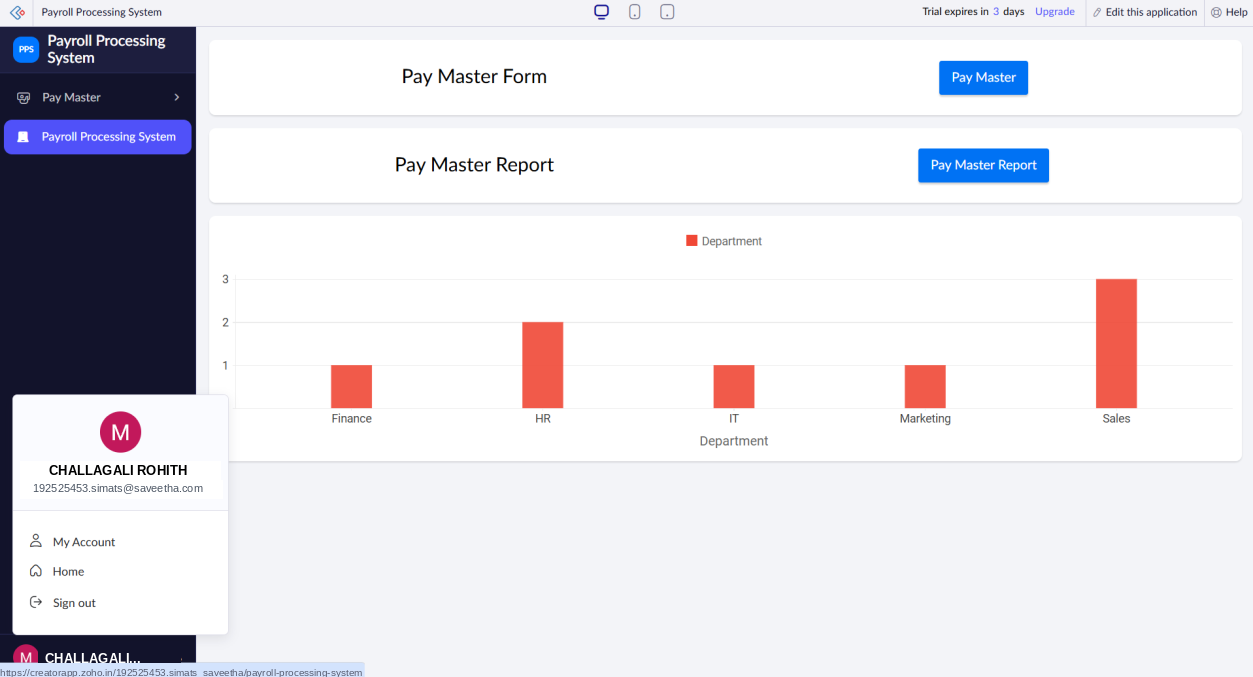 Payroll Processing System
Trial expires in 3 days Upgrade
Edit this application
Help
PPS
Payroll Processing
System
Pay Master
Payroll Processing System
Pay Master Form
Pay Master
Pay Master Report
Pay Master Report
Department
3
2
1
Finance HR IT Marketing Sales
Department
M
CHALLAGALI ROHITH
192525453.simats@saveetha.com
My Account
Home
Sign out
M CHALLAGALI...
https://creatorapp.zoho.in/192525453.simats_saveetha/payroll-processing-system